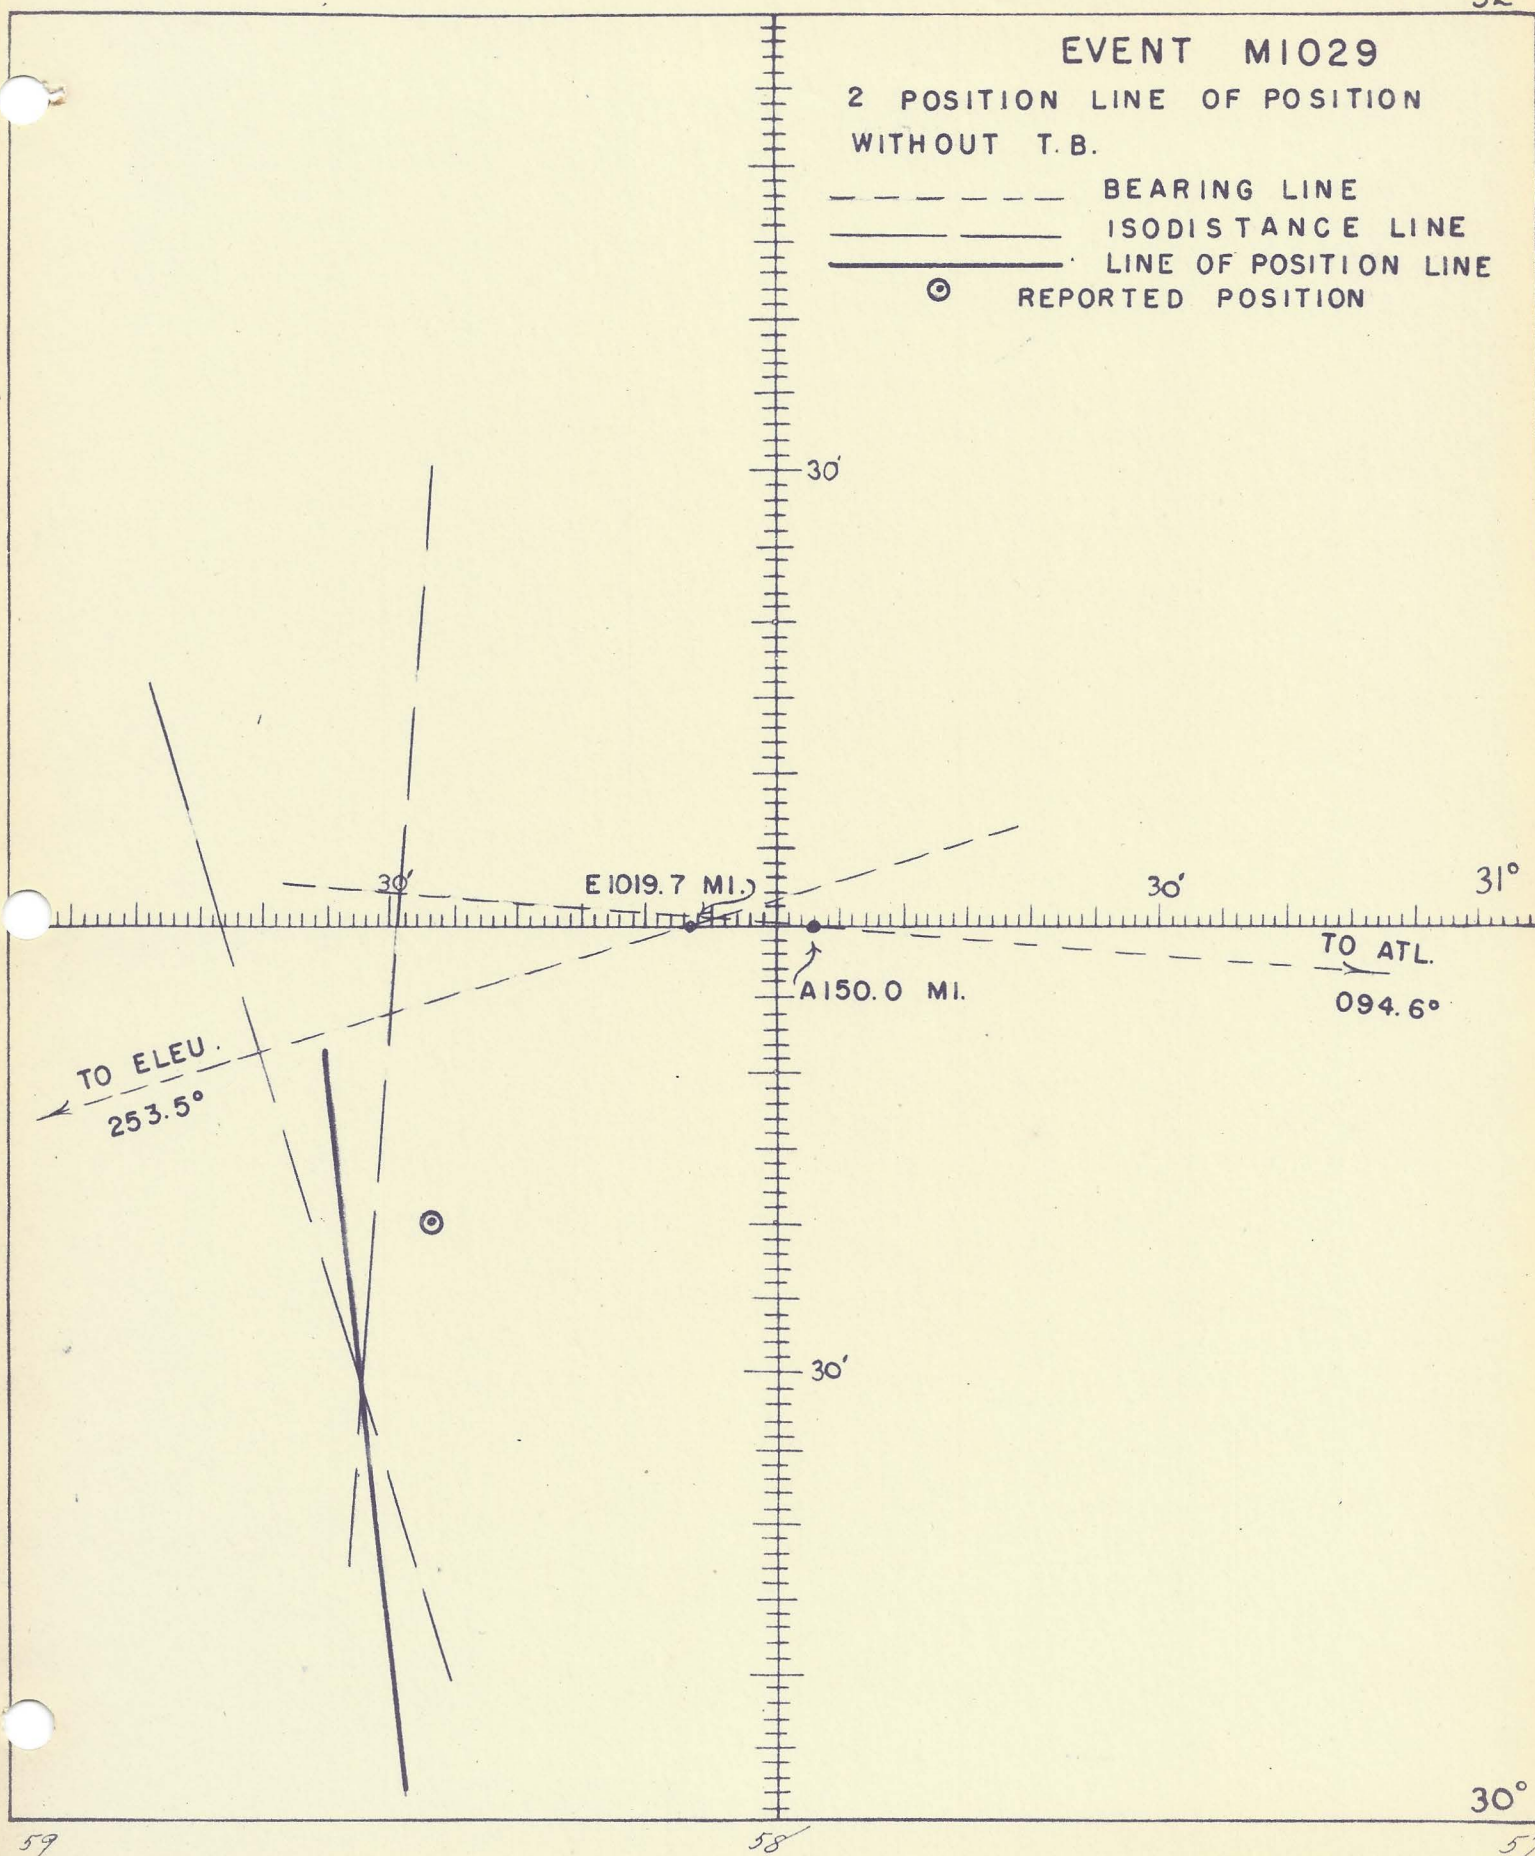 EVENT M1029
2 POSITION LINE OF POSITION
WITHOUT T.B.
BEARING LINE
ISODISTANCE LINE
LINE OF POSITION LINE
REPORTED POSITION
30'
30'
E1019.7 MI.
30'
31°
TO ATL.
094.6°
A150.0 MI.
TO ELEU.
253.5°
30'
30°
59
58